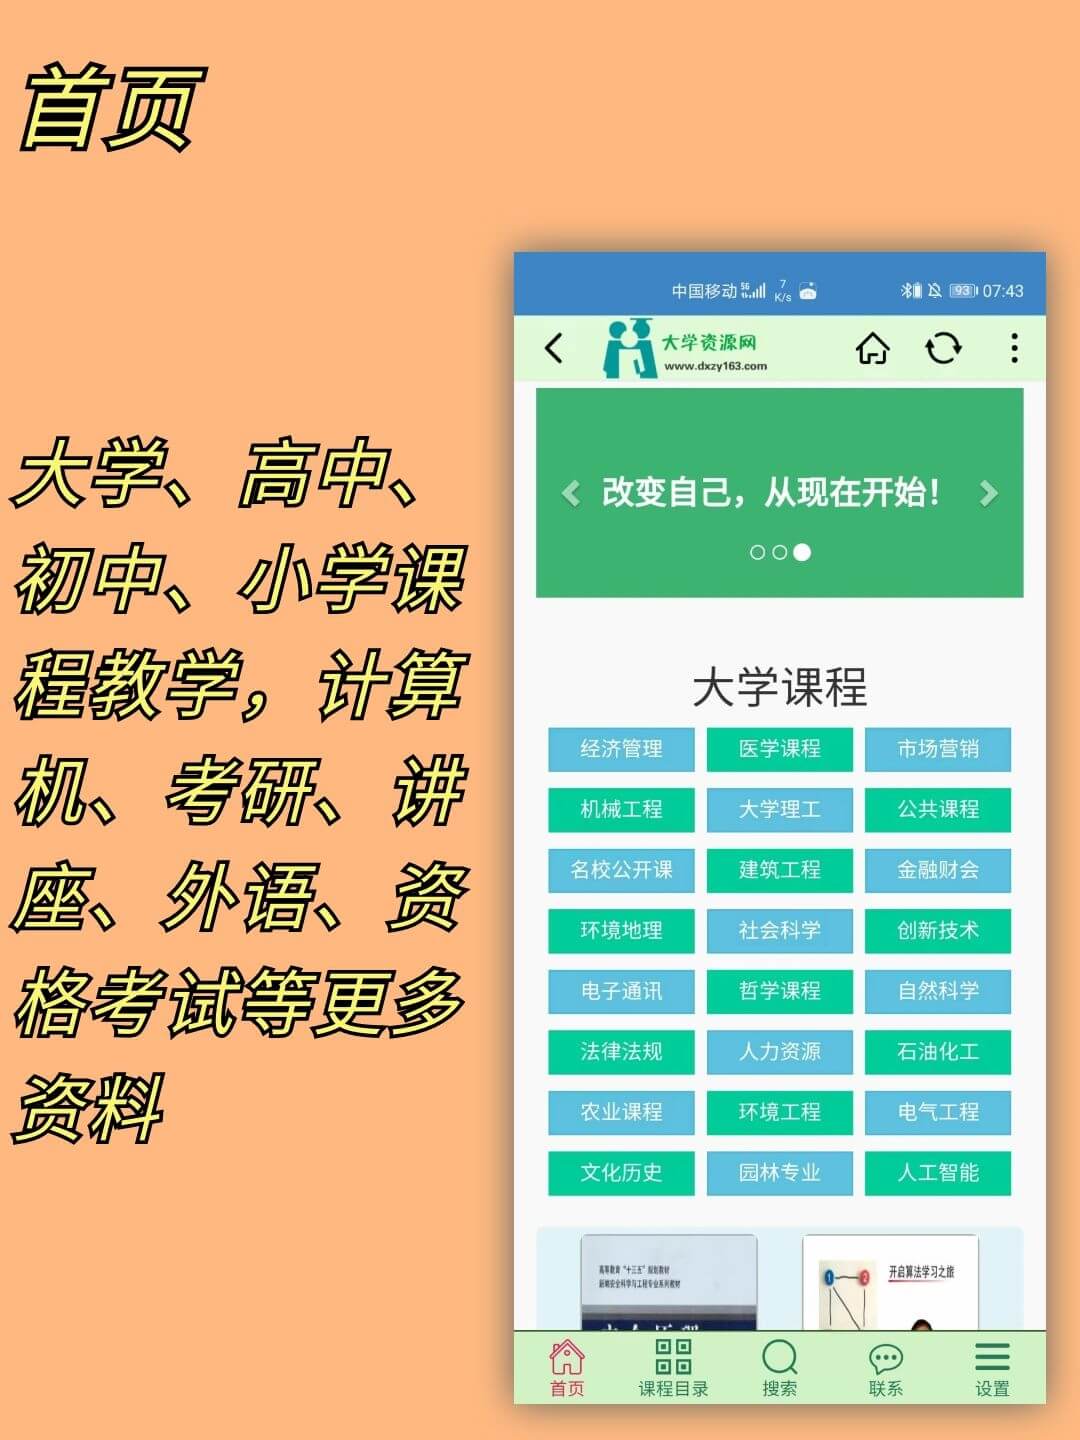 首页
大学、高中、
初中、小学课
程教学，计算
机、考研、讲
座、外语、资
格考试等更多
资料
中国移动 5G 7 K/s 93 07:43
大学资源网
www.dxzy163.com
改变自己，从现在开始！
大学课程
经济管理 医学课程 市场营销
机械工程 大学理工 公共课程
名校公开课 建筑工程 金融财会
环境地理 社会科学 创新技术
电子通讯 哲学课程 自然科学
法律法规 人力资源 石油化工
农业课程 环境工程 电气工程
文化历史 园林专业 人工智能
高等教育“十三五”规划教材
安全科学与工程专业系列教材
1 2 开启算法学习之旅
首页 课程目录 搜索 联系 设置